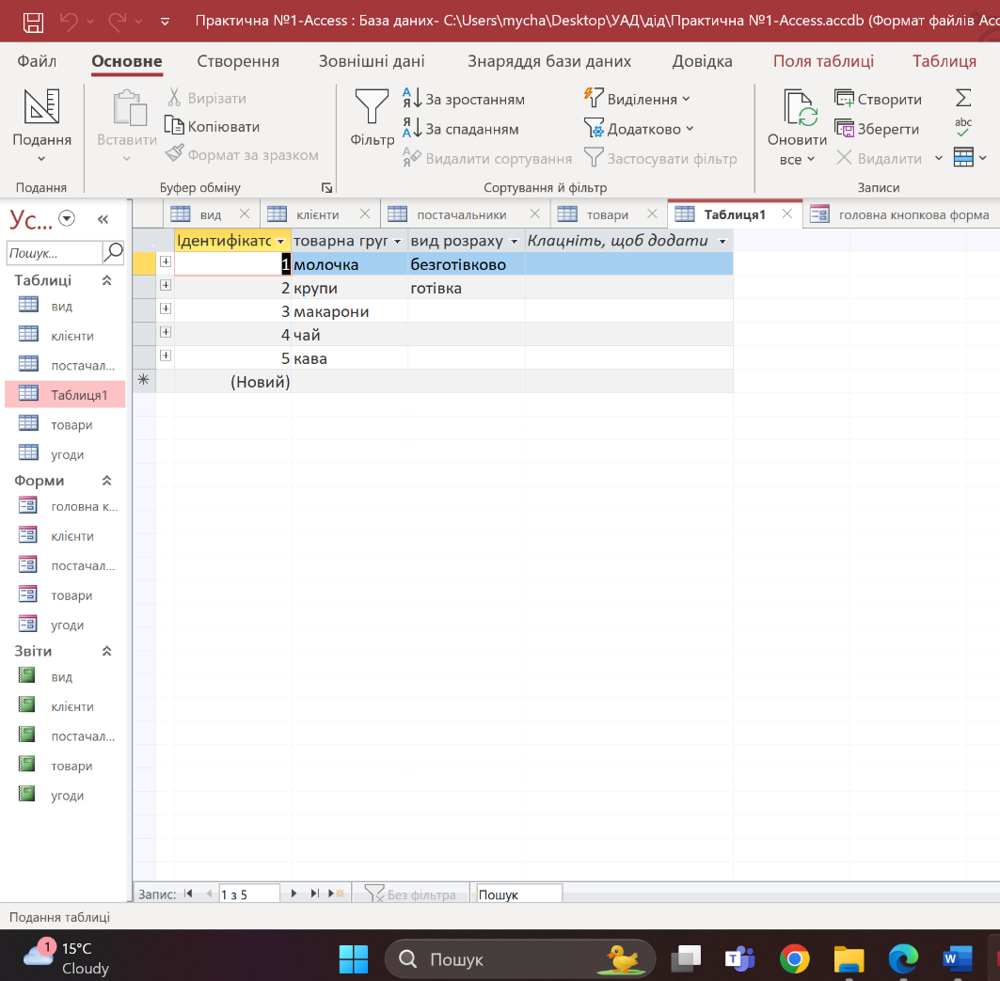 Практична №1-Access : База даних- C:\Users\mycha\Desktop\УАД\дід\Практична №1-Access.accdb (Формат файлів Acc
Файл Основне Створення Зовнішні дані Знаряддя бази даних Довідка Поля таблиці Таблиця
Вирізати За зростанням Виділення Створити Σ
Копіювати За спаданням Додатково Зберегти abc
Подання Вставити Формат за зразком Фільтр Видалити сортування Застосувати фільтр Оновити все Видалити
Подання Буфер обміну Сортування й фільтр Записи
Ус... « вид клієнти постачальники товари Таблиця1 головна кнопкова форма
Ідентифікатс товарна груг вид розраху Клацніть, щоб додати
1 молочка безготівково
2 крупи готівка
3 макарони
4 чай
5 кава
(Новий)
Пошук...
Таблиці
вид
клієнти
постачал...
Таблиця1
товари
угоди
Форми
головна к...
клієнти
постачал...
товари
угоди
Звіти
вид
клієнти
постачал...
товари
угоди
Запис: 1 з 5 Без фільтра Пошук
Подання таблиці
1 15°C
Cloudy
Пошук